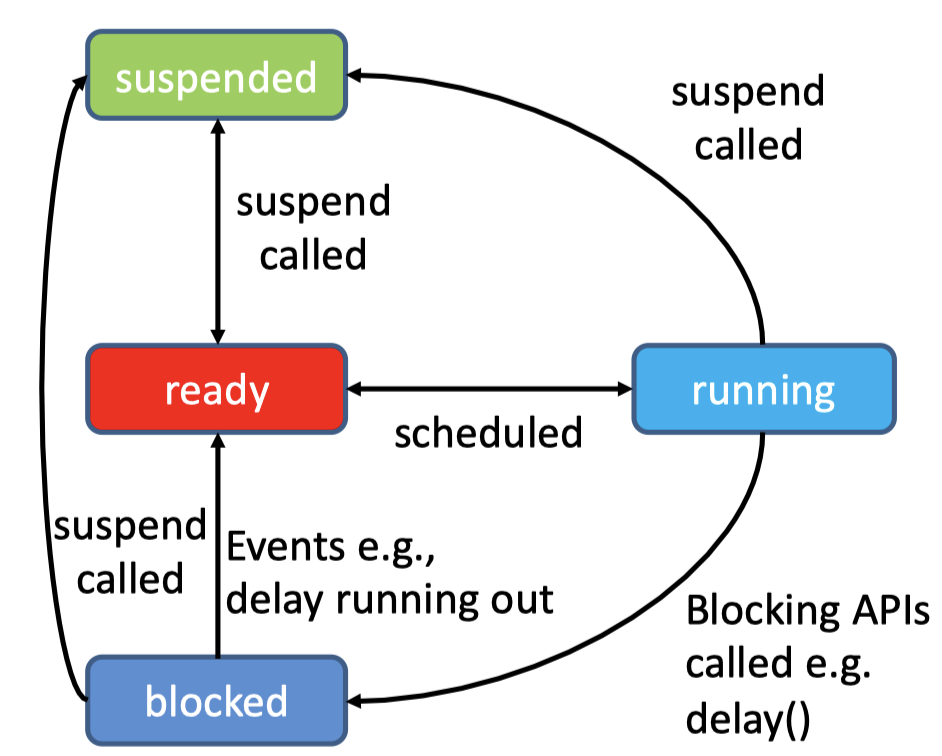 suspended
suspend
called
suspend
called
ready
running
scheduled
suspend
called
Events e.g.,
delay running out
Blocking APIs
called e.g.
delay()
blocked